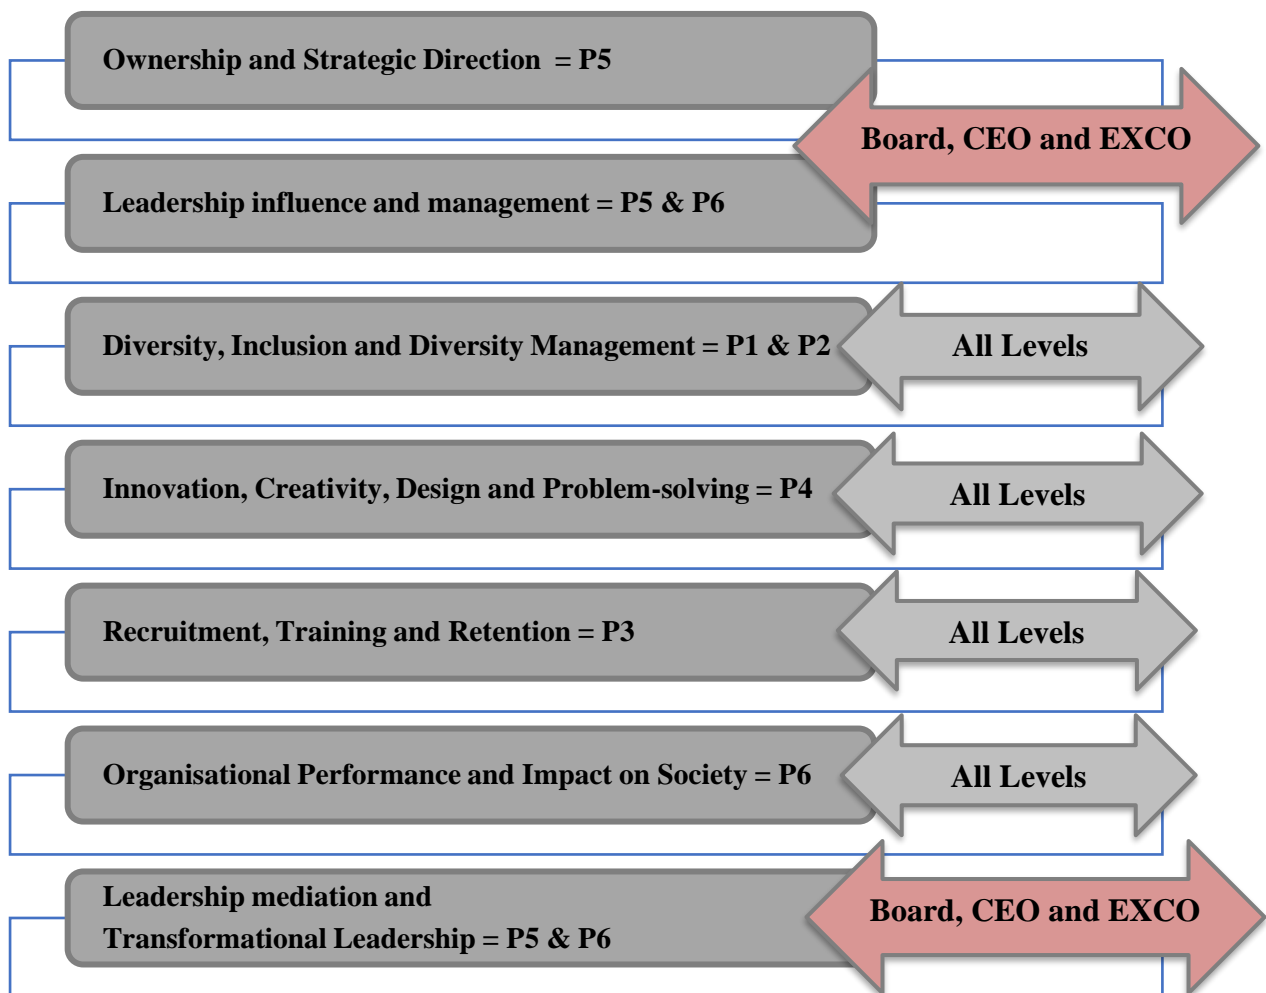 Ownership and Strategic Direction = P5
Board, CEO and EXCO
Leadership influence and management = P5 & P6
Diversity, Inclusion and Diversity Management = P1 & P2
All Levels
Innovation, Creativity, Design and Problem-solving = P4
All Levels
Recruitment, Training and Retention = P3
All Levels
Organisational Performance and Impact on Society = P6
All Levels
Leadership mediation and
Transformational Leadership = P5 & P6
Board, CEO and EXCO